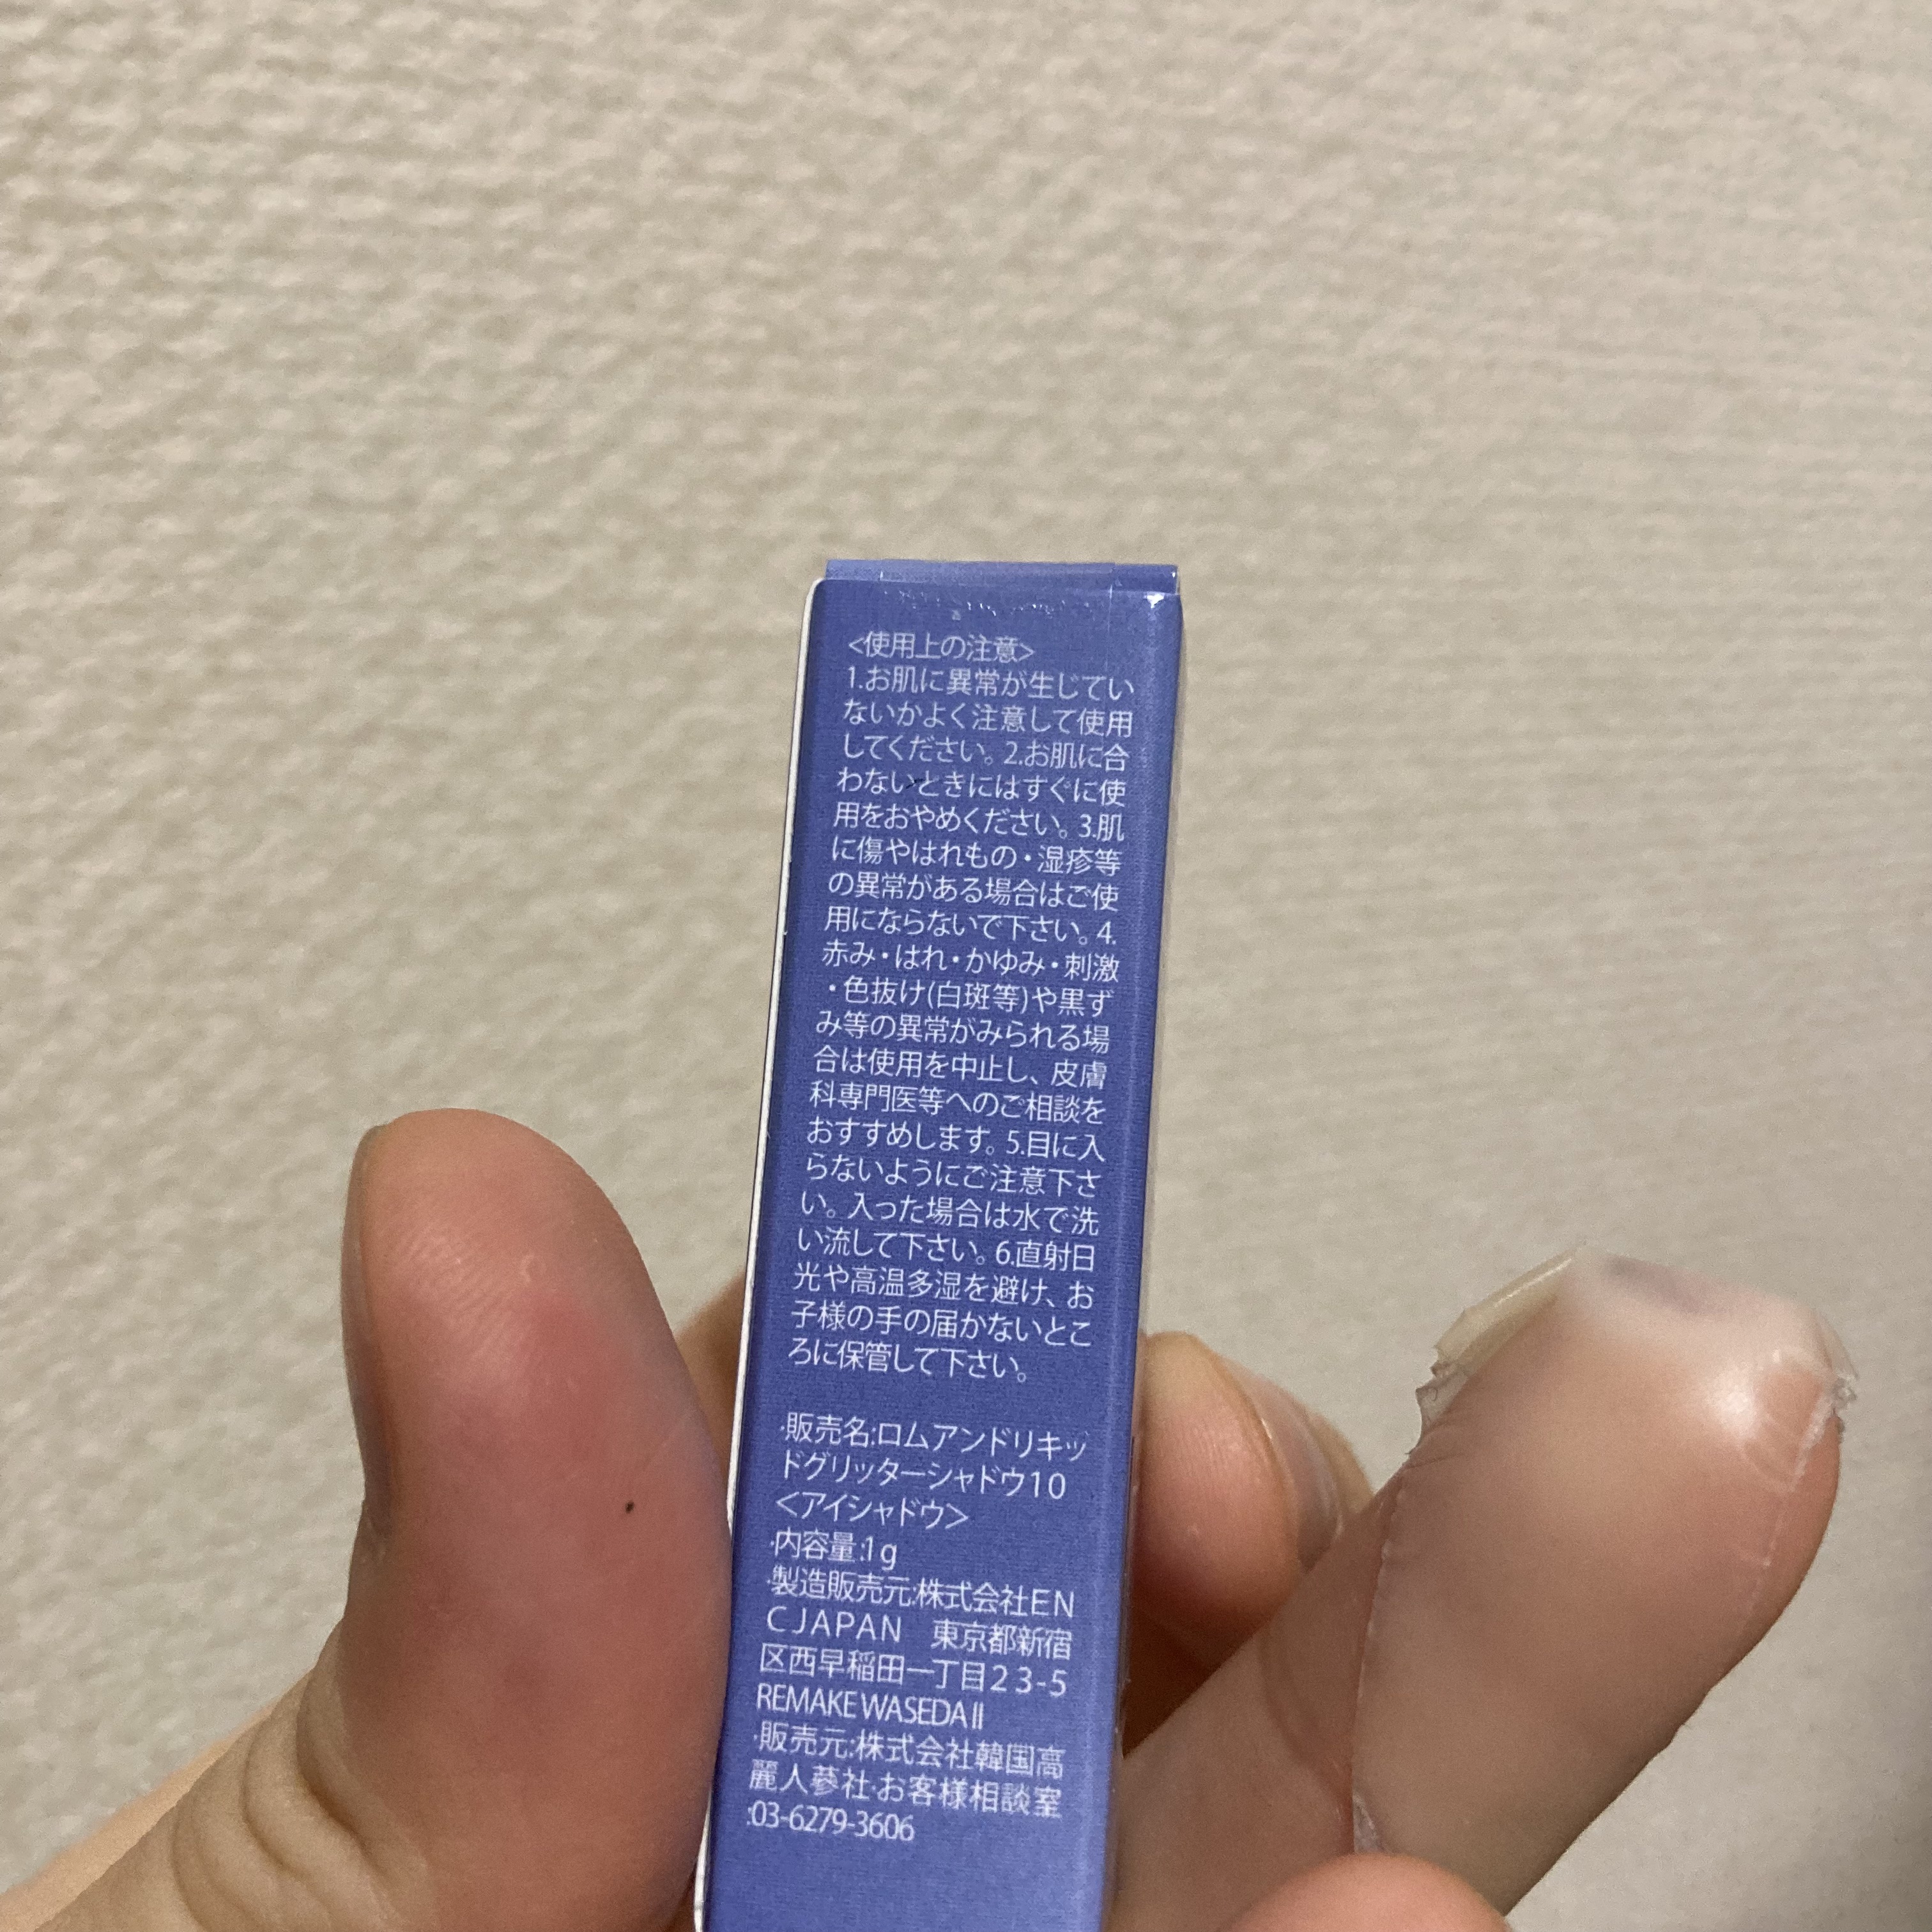 <使用上の注意>
1.お肌に異常が生じてい
ないかよく注意して使用
してください。2.お肌に合
わないときにはすぐに使
用をおやめください。3.肌
に傷やはれもの・湿疹等
の異常がある場合はご使
用にならないで下さい。4.
赤み・はれ・かゆみ・刺激
・色抜け(白斑等)や黒ず
み等の異常がみられる場
合は使用を中止し、皮膚
科専門医等へのご相談を
おすすめします。5.目に入
らないようにご注意下さ
い。入った場合は水で洗
い流して下さい。6.直射日
光や高温多湿を避け、お
子様の手の届かないとこ
ろに保管して下さい。
・販売名:ロムアンドリキッ
ドグリッターシャドウ10
<アイシャドウ>
・内容量:1g
・製造販売元:株式会社EN
CJAPAN 東京都新宿
区西早稲田一丁目23-5
REMAKE WASEDA II
・販売元:株式会社韓国高
麗人蔘社・お客様相談室
:03-6279-3606